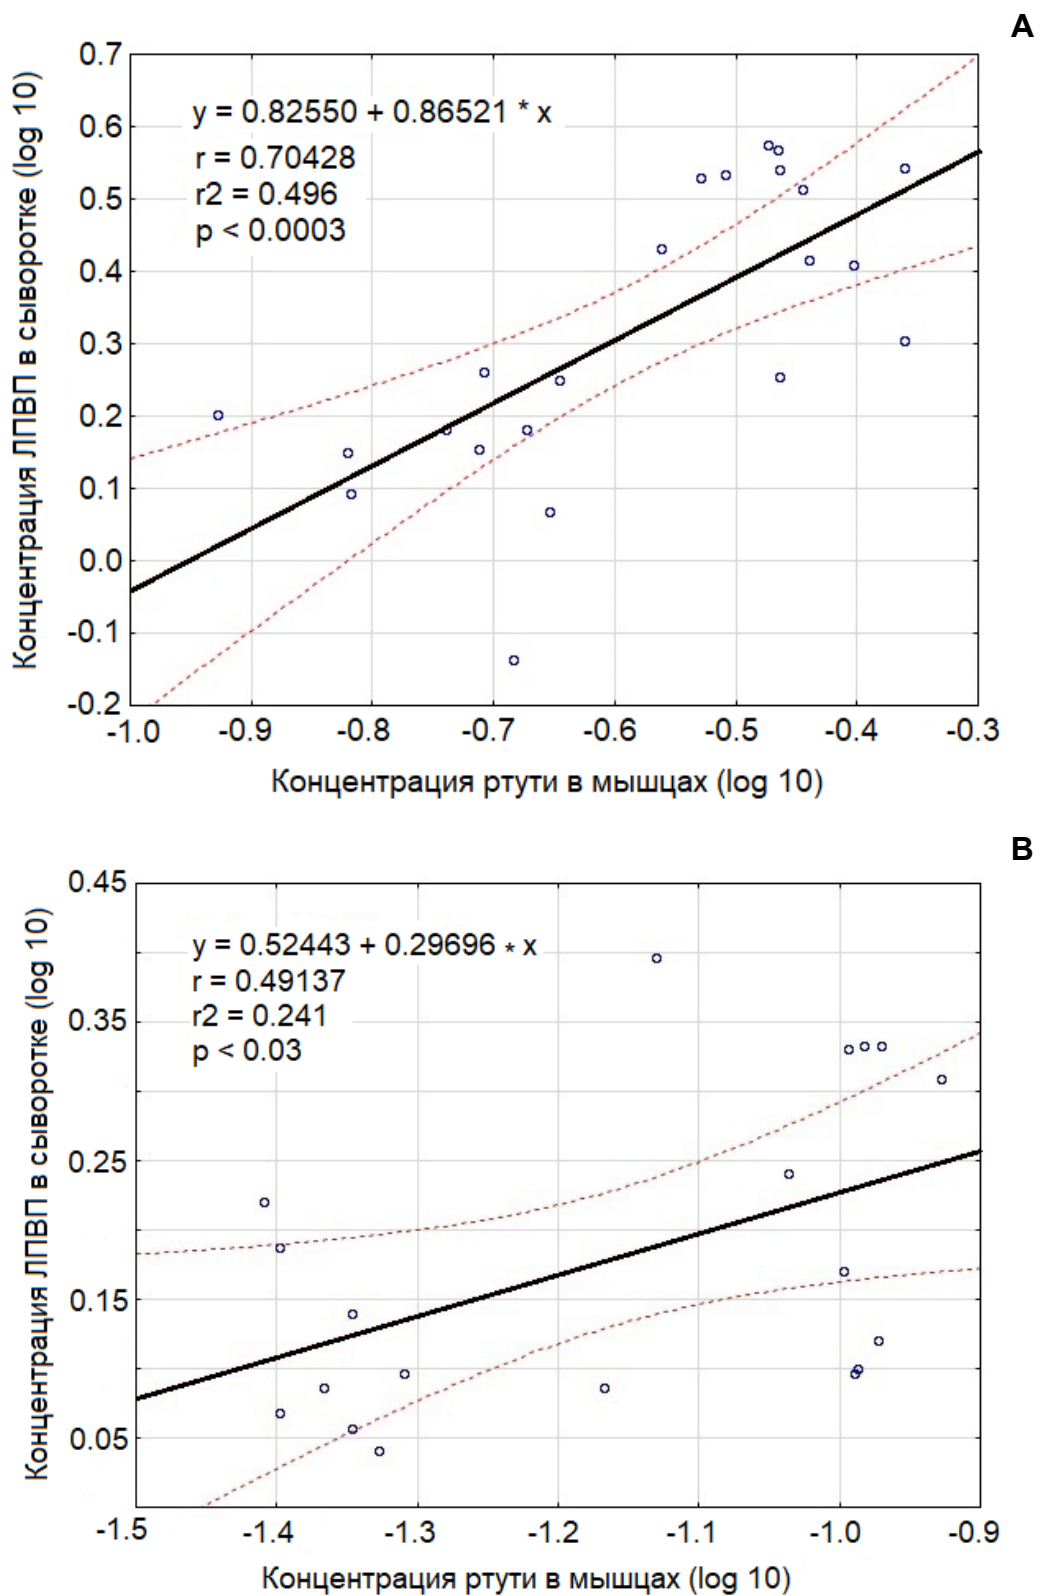 A
Концентрация ЛПВП в сыворотке (log 10)
0.7
0.6
0.5
0.4
0.3
0.2
0.1
0.0
-0.1
-0.2
y = 0.82550 + 0.86521 * x
r = 0.70428
r2 = 0.496
p < 0.0003
-1.0 -0.9 -0.8 -0.7 -0.6 -0.5 -0.4 -0.3
Концентрация ртути в мышцах (log 10)
B
Концентрация ЛПВП в сыворотке (log 10)
0.45
0.35
0.25
0.15
0.05
y = 0.52443 + 0.29696 * x
r = 0.49137
r2 = 0.241
p < 0.03
-1.5 -1.4 -1.3 -1.2 -1.1 -1.0 -0.9
Концентрация ртути в мышцах (log 10)